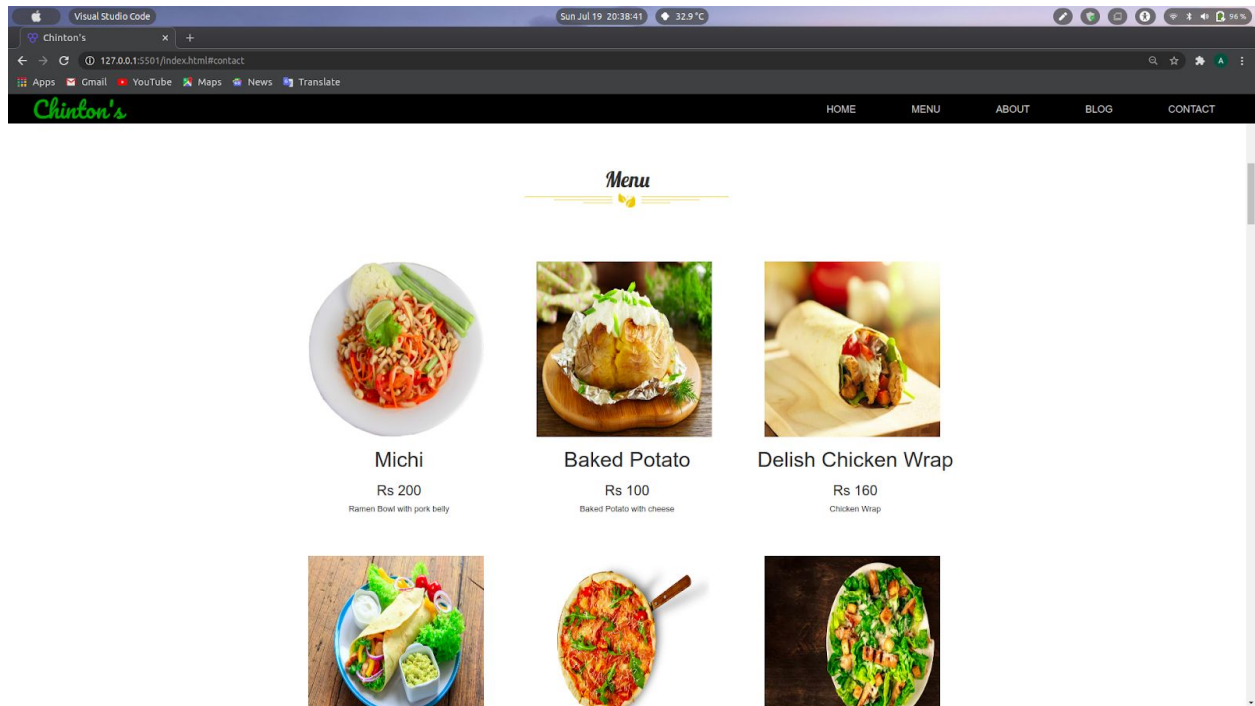 Visual Studio Code
Sun Jul 19 20:38:41
32.9 °C
96 %
Chinton's
127.0.0.1:5501/index.html#contact
A
Apps Gmail YouTube Maps News Translate
Chinton's HOME MENU ABOUT BLOG CONTACT
Menu
Michi Baked Potato Delish Chicken Wrap
Rs 200 Rs 100 Rs 160
Ramen Bowl with pork belly Baked Potato with cheese Chicken Wrap